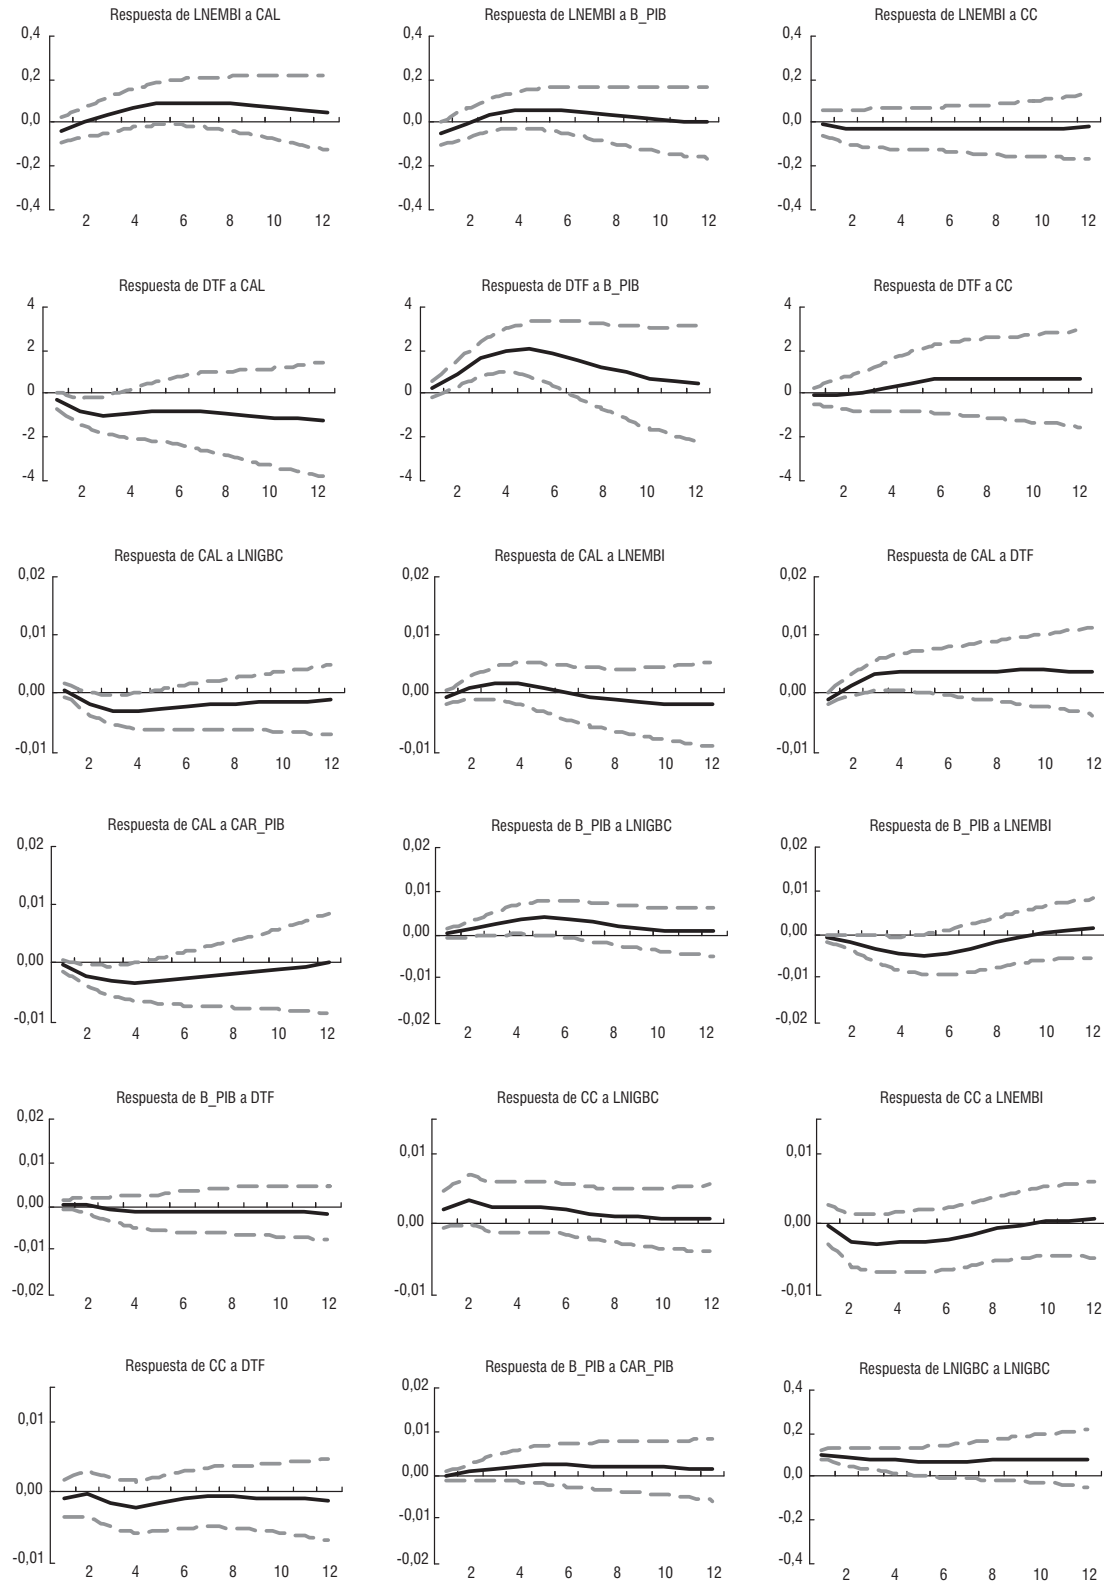 Respuesta de LNEMBI a CAL
0,4
0,2
0,0
-0,2
-0,4
2 4 6 8 10 12
Respuesta de LNEMBI a B_PIB
0,4
0,2
0,0
-0,2
-0,4
2 4 6 8 10 12
Respuesta de LNEMBI a CC
0,4
0,2
0,0
-0,2
-0,4
2 4 6 8 10 12
Respuesta de DTF a CAL
4
2
0
-2
-4
2 4 6 8 10 12
Respuesta de DTF a B_PIB
4
2
0
-2
-4
2 4 6 8 10 12
Respuesta de DTF a CC
4
2
0
-2
-4
2 4 6 8 10 12
Respuesta de CAL a LNIGBC
0,02
0,01
0,00
-0,01
2 4 6 8 10 12
Respuesta de CAL a LNEMBI
0,02
0,01
0,00
-0,01
2 4 6 8 10 12
Respuesta de CAL a DTF
0,02
0,01
0,00
-0,01
2 4 6 8 10 12
Respuesta de CAL a CAR_PIB
0,02
0,01
0,00
-0,01
2 4 6 8 10 12
Respuesta de B_PIB a LNIGBC
0,02
0,01
0,00
-0,01
-0,02
2 4 6 8 10 12
Respuesta de B_PIB a LNEMBI
0,02
0,01
0,00
-0,01
-0,02
2 4 6 8 10 12
Respuesta de B_PIB a DTF
0,02
0,01
0,00
-0,01
-0,02
2 4 6 8 10 12
Respuesta de CC a LNIGBC
0,01
0,00
-0,01
2 4 6 8 10 12
Respuesta de CC a LNEMBI
0,01
0,00
-0,01
2 4 6 8 10 12
Respuesta de CC a DTF
0,01
0,00
-0,01
2 4 6 8 10 12
Respuesta de B_PIB a CAR_PIB
0,02
0,01
0,00
-0,01
-0,02
2 4 6 8 10 12
Respuesta de LNIGBC a LNIGBC
0,4
0,2
0,0
-0,2
-0,4
2 4 6 8 10 12